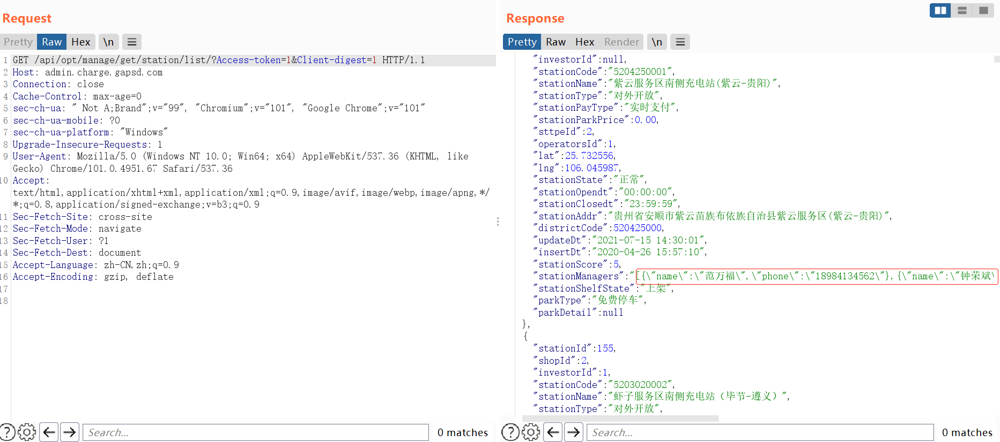 Request
Pretty Raw Hex \n
1 GET /api/opt/manage/get/station/list/?Access-token=1&Client-digest=1 HTTP/1.1
2 Host: admin.charge.gapsd.com
3 Connection: close
4 Cache-Control: max-age=0
5 sec-ch-ua: " Not A;Brand";v="99", "Chromium";v="101", "Google Chrome";v="101"
6 sec-ch-ua-mobile: ?0
7 sec-ch-ua-platform: "Windows"
8 Upgrade-Insecure-Requests: 1
9 User-Agent: Mozilla/5.0 (Windows NT 10.0; Win64; x64) AppleWebKit/537.36 (KHTML, like
Gecko) Chrome/101.0.4951.67 Safari/537.36
10 Accept:
text/html,application/xhtml+xml,application/xml;q=0.9,image/avif,image/webp,image/apng,*/
*;q=0.8,application/signed-exchange;v=b3;q=0.9
11 Sec-Fetch-Site: cross-site
12 Sec-Fetch-Mode: navigate
13 Sec-Fetch-User: ?1
14 Sec-Fetch-Dest: document
15 Accept-Language: zh-CN,zh;q=0.9
16 Accept-Encoding: gzip, deflate
17
18
Search...
0 matches
Response
Pretty Raw Hex Render \n
"investorId":null,
"stationCode":"5204250001",
"stationName":"紫云服务区南侧充电站(紫云-贵阳)",
"stationType":"对外开放",
"stationPayType":"实时支付",
"stationParkPrice":0.00,
"sttpeId":2,
"operatorsId":1,
"lat":25.732556,
"lng":106.045987,
"stationState":"正常",
"stationOpendt":"00:00:00",
"stationClosedt":"23:59:59",
"stationAddr":"贵州省安顺市紫云苗族布依族自治县紫云服务区(紫云-贵阳)",
"districtCode":520425000,
"updateDt":"2021-07-15 14:30:01",
"insertDt":"2020-04-26 15:57:10",
"stationScore":5,
"stationManagers":"[{\"name\":\"范万福\",\"phone\":\"18984134562\"},{\"name\":\"钟荣斌\
"stationShelfState":"上架",
"parkType":"免费停车",
"parkDetail":null
},
{
"stationId":155,
"shopId":2,
"investorId":1,
"stationCode":"5203020002",
"stationName":"虾子服务区南侧充电站（毕节-遵义）",
"stationType":"对外开放",
Search...
0 matches